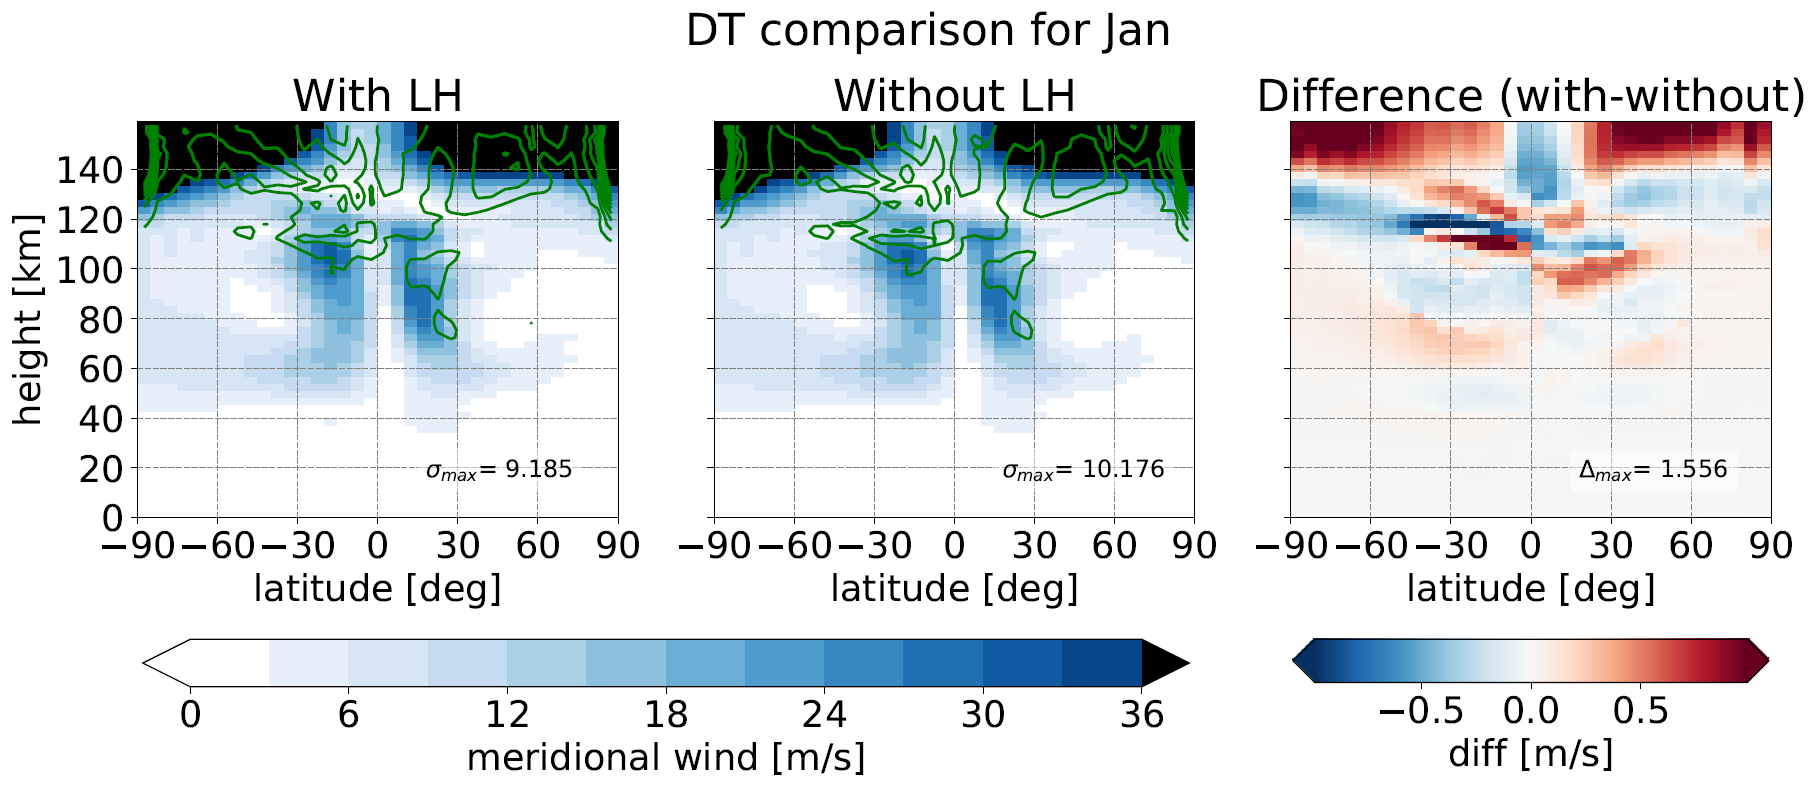 DT comparison for Jan
With LH
Without LH
Difference (with-without)
height [km]
140
120
100
80
60
40
20
0
σmax= 9.185
σmax= 10.176
Δmax= 1.556
−90 −60 −30 0 30 60 90
−90 −60 −30 0 30 60 90
−90 −60 −30 0 30 60 90
latitude [deg]
latitude [deg]
latitude [deg]
0 6 12 18 24 30 36
meridional wind [m/s]
−0.5 0.0 0.5
diff [m/s]